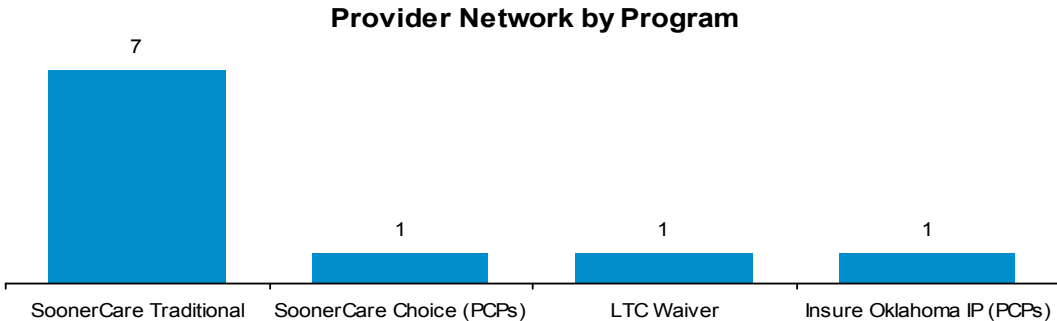 Provider Network by Program
7
1
1
1
SoonerCare Traditional
SoonerCare Choice (PCPs)
LTC Waiver
Insure Oklahoma IP (PCPs)